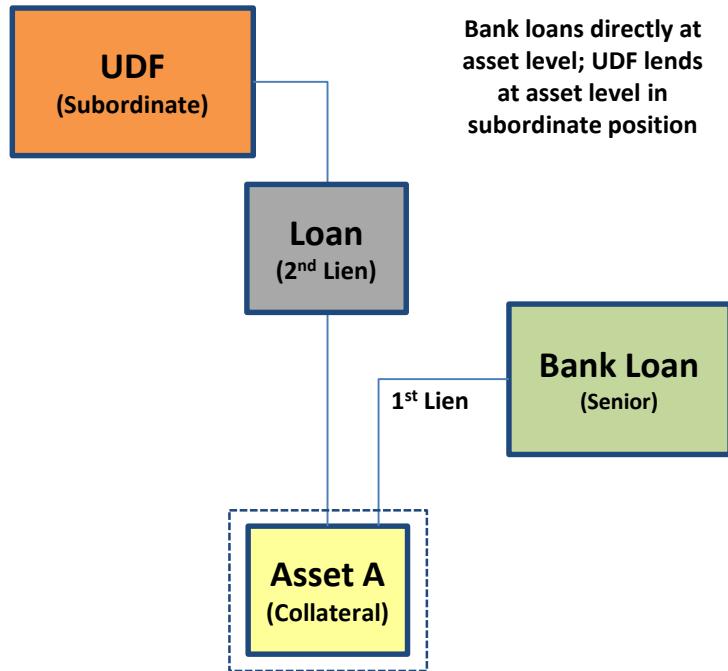 UDF
(Subordinate)
Bank loans directly at
asset level; UDF lends
at asset level in
subordinate position
Loan
(2nd Lien)
Bank Loan
(Senior)
1st Lien
Asset A
(Collateral)